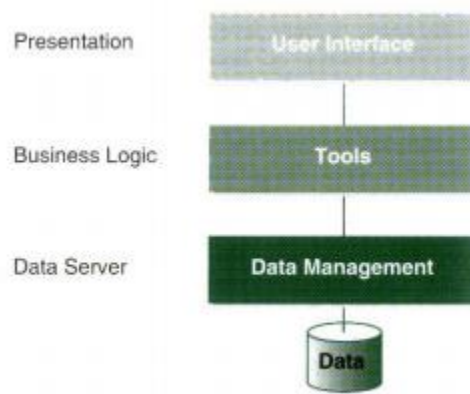 Presentation
User Interface
Business Logic
Tools
Data Server
Data Management
Data